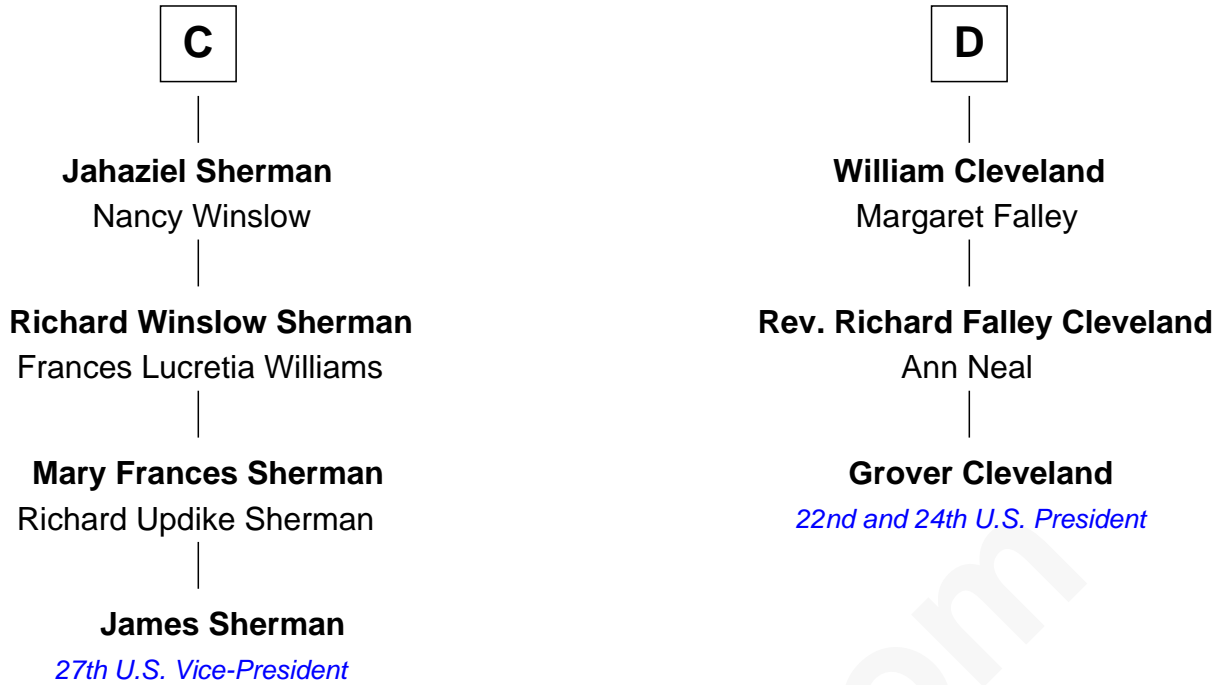 C
Jahaziel Sherman
Nancy Winslow
Richard Winslow Sherman
Frances Lucretia Williams
Mary Frances Sherman
Richard Updike Sherman
James Sherman
27th U.S. Vice-President
D
William Cleveland
Margaret Falley
Rev. Richard Falley Cleveland
Ann Neal
Grover Cleveland
22nd and 24th U.S. President
om